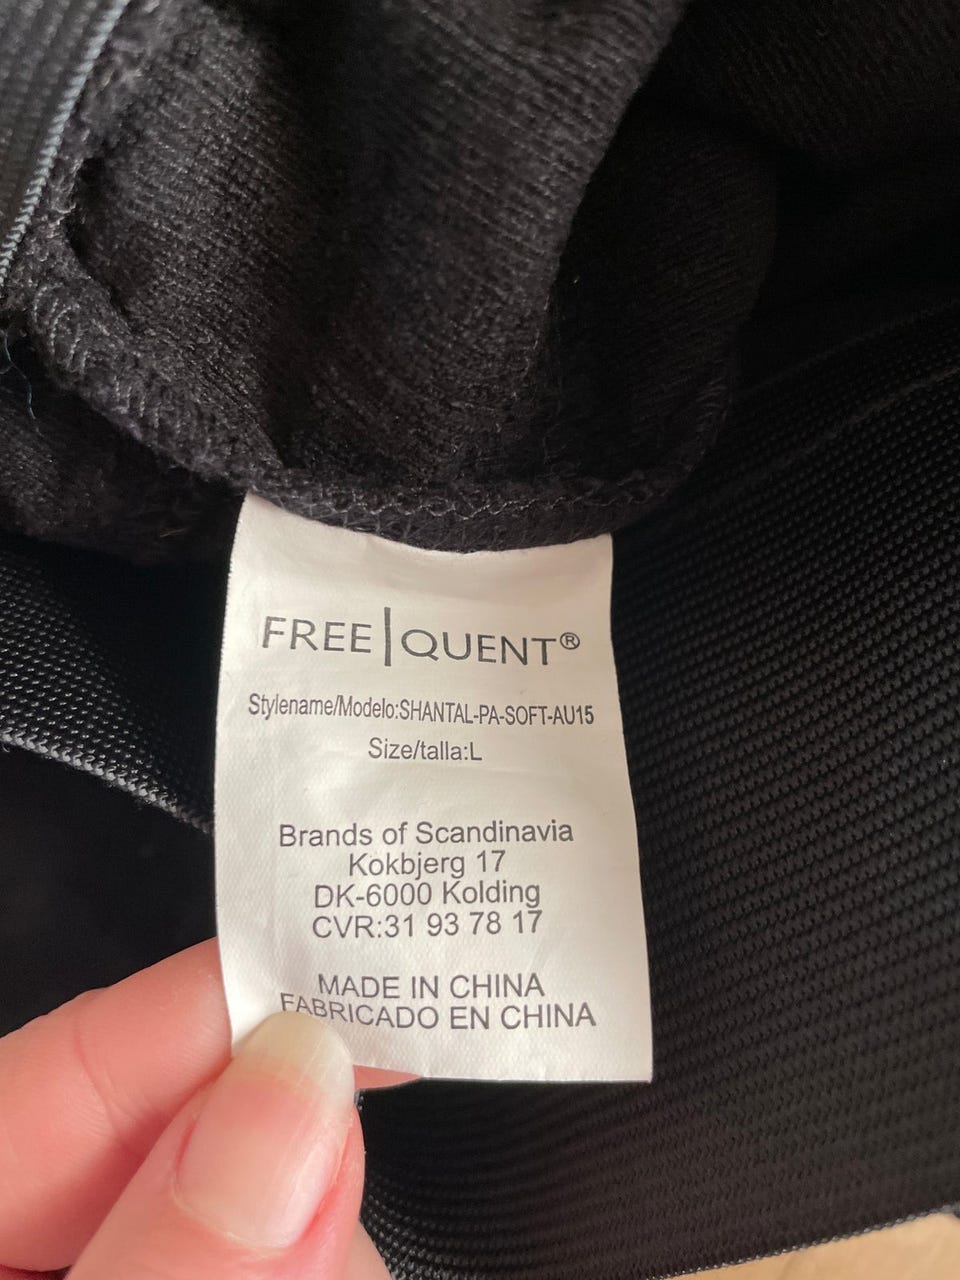 FREE|QUENT®
Stylename/Modelo:SHANTAL-PA-SOFT-AU15
Size/talla:L
Brands of Scandinavia
Kokbjerg 17
DK-6000 Kolding
CVR:31 93 78 17
MADE IN CHINA
FABRICADO EN CHINA